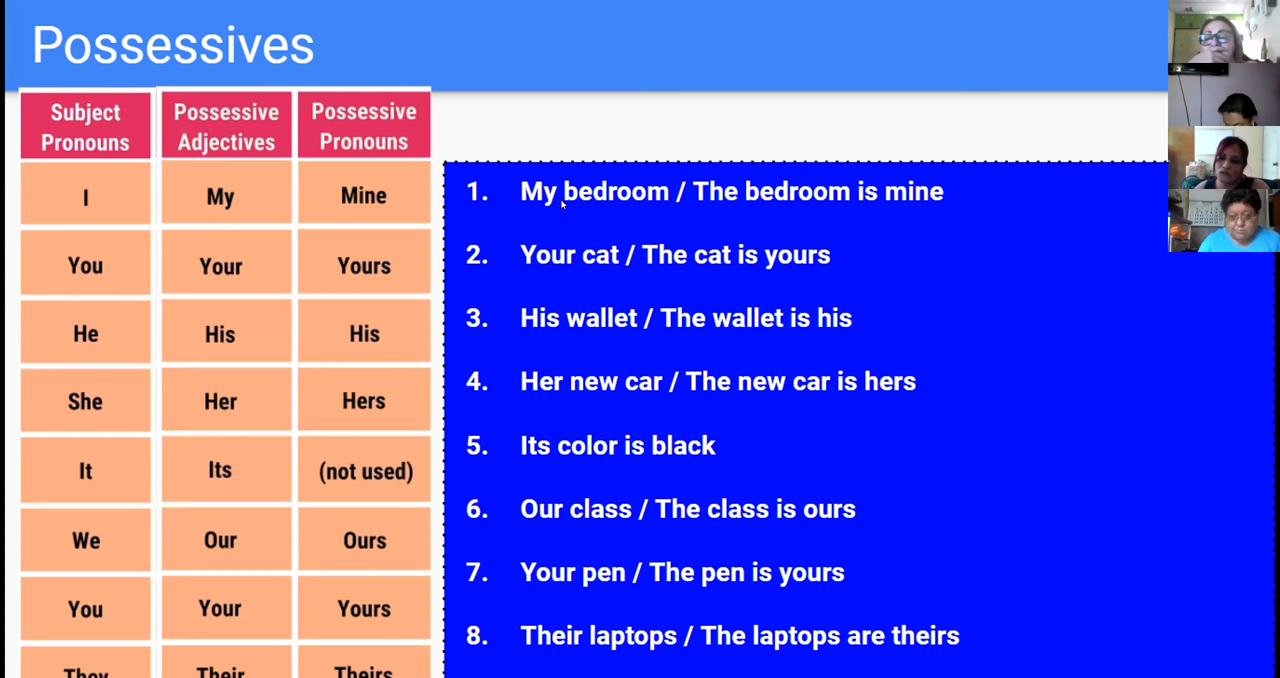 Possessives
Subject Pronouns
Possessive Adjectives
Possessive Pronouns
I
My
Mine
You
Your
Yours
He
His
His
She
Her
Hers
It
Its
(not used)
We
Our
Ours
You
Your
Yours
They
Their
Theirs
1. My bedroom / The bedroom is mine
2. Your cat / The cat is yours
3. His wallet / The wallet is his
4. Her new car / The new car is hers
5. Its color is black
6. Our class / The class is ours
7. Your pen / The pen is yours
8. Their laptops / The laptops are theirs